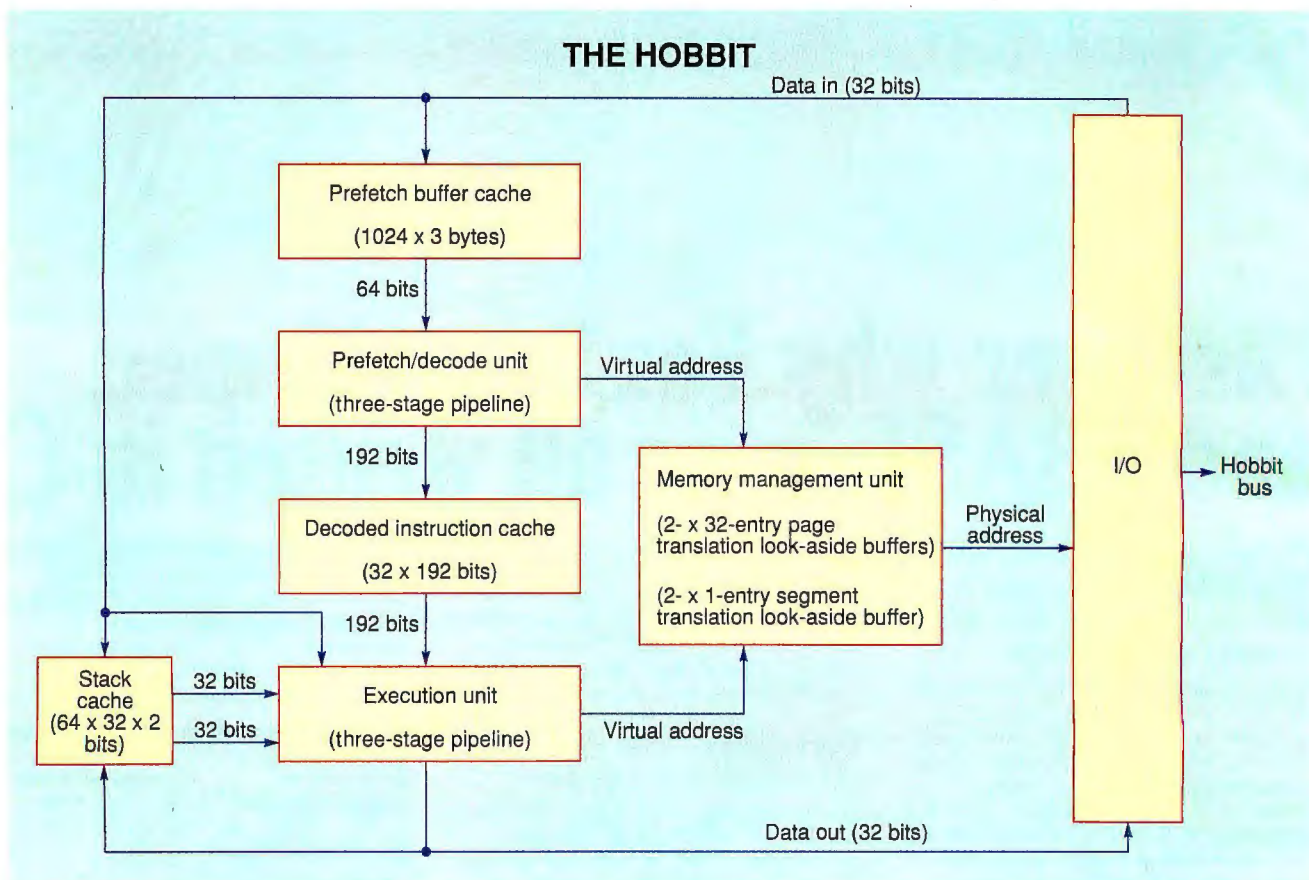 THE HOBBIT
Data in (32 bits)
Prefetch buffer cache
(1024 x 3 bytes)
64 bits
Prefetch/decode unit
(three-stage pipeline)
Virtual address
192 bits
Decoded instruction cache
(32 x 192 bits)
192 bits
Memory management unit
(2- x 32-entry page
translation look-aside buffers)
(2- x 1-entry segment
translation look-aside buffer)
Physical
address
I/O
Hobbit
bus
Stack
cache
(64 x 32 x 2
bits)
32 bits
32 bits
Execution unit
(three-stage pipeline)
Virtual address
Data out (32 bits)